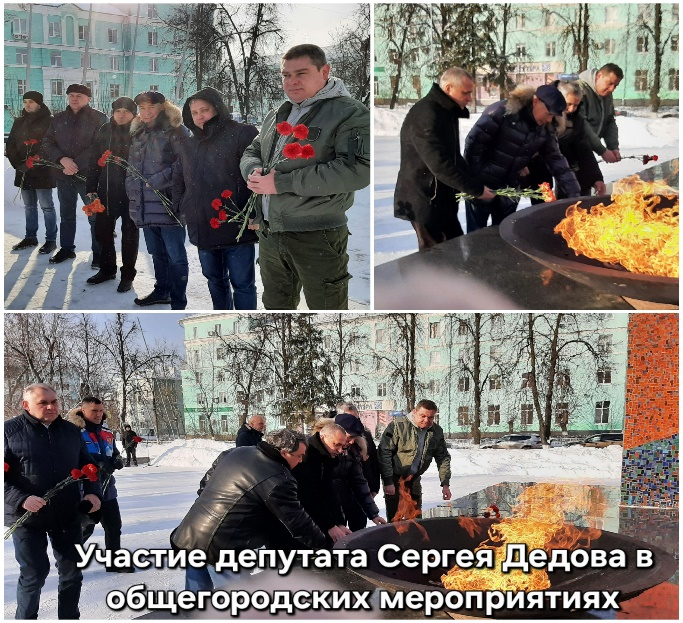 Участие депутата Сергея Дедова в
общегородских мероприятиях